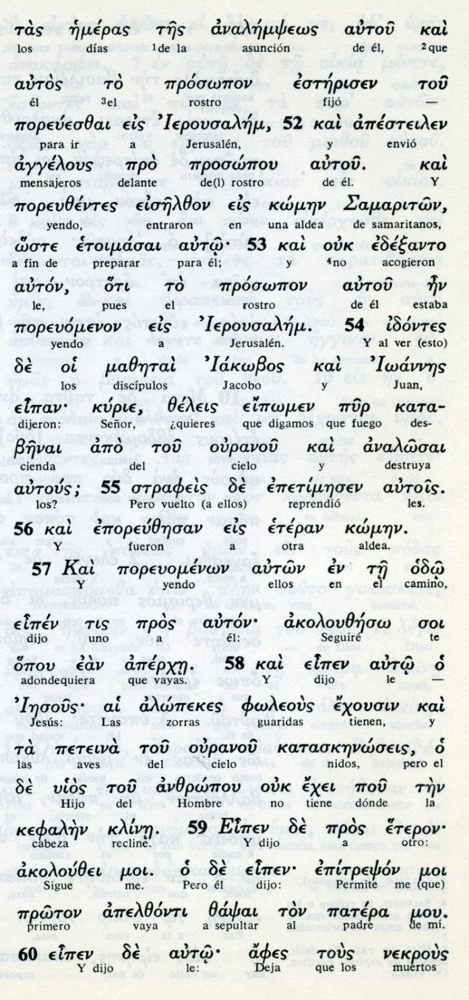 τὰς ἡμέρας τῆς ἀναλήμψεως αὐτοῦ καὶ
los días ¹de la asunción de él, ²que
αὐτὸς τὸ πρόσωπον ἐστήρισεν τοῦ
él ³el rostro fijó
πορεύεσθαι εἰς Ἰερουσαλήμ, 52 καὶ ἀπέστειλεν
para ir a Jerusalén, y envió
ἀγγέλους πρὸ προσώπου αὐτοῦ. καὶ
mensajeros delante de(l) rostro de él. Y
πορευθέντες εἰσῆλθον εἰς κώμην Σαμαριτῶν,
yendo, entraron en una aldea de samaritanos,
ὥστε ἑτοιμάσαι αὐτῷ· 53 καὶ οὐκ ἐδέξαντο
a fin de preparar para él; y ⁴no acogieron
αὐτόν, ὅτι τὸ πρόσωπον αὐτοῦ ἦν
le, pues el rostro de él estaba
πορευόμενον εἰς Ἰερουσαλήμ. 54 ἰδόντες
yendo a Jerusalén. Y al ver (esto)
δὲ οἱ μαθηταὶ Ἰάκωβος καὶ Ἰωάννης
los discípulos Jacobo y Juan,
εἶπαν· κύριε, θέλεις εἴπωμεν πῦρ κατα-
dijeron: Señor, ¿quieres que digamos que fuego des-
βῆναι ἀπὸ τοῦ οὐρανοῦ καὶ ἀναλῶσαι
cienda del cielo y destruya
αὐτούς; 55 στραφεὶς δὲ ἐπετίμησεν αὐτοῖς.
los? Pero vuelto (a ellos) reprendió les.
56 καὶ ἐπορεύθησαν εἰς ἑτέραν κώμην.
Y fueron a otra aldea.
57 Καὶ πορευομένων αὐτῶν ἐν τῇ ὁδῷ
Y yendo ellos en el camino,
εἶπέν τις πρὸς αὐτόν· ἀκολουθήσω σοι
dijo uno a él: Seguiré te
ὅπου ἐὰν ἀπέρχῃ. 58 καὶ εἶπεν αὐτῷ ὁ
adondequiera que vayas. Y dijo le —
Ἰησοῦς· αἱ ἀλώπεκες φωλεοὺς ἔχουσιν καὶ
Jesús: Las zorras guaridas tienen, y
τὰ πετεινὰ τοῦ οὐρανοῦ κατασκηνώσεις, ὁ
las aves del cielo nidos, pero el
δὲ υἱὸς τοῦ ἀνθρώπου οὐκ ἔχει ποῦ τὴν
Hijo del Hombre no tiene dónde la
κεφαλὴν κλίνῃ. 59 Εἶπεν δὲ πρὸς ἕτερον·
cabeza recline. Y dijo a otro:
ἀκολούθει μοι. ὁ δὲ εἶπεν· ἐπίτρεψόν μοι
Sigue me. Pero él dijo: Permite me (que)
πρῶτον ἀπελθόντι θάψαι τὸν πατέρα μου.
primero vaya a sepultar al padre de mí.
60 εἶπεν δὲ αὐτῷ· ἄφες τοὺς νεκροὺς
Y dijo le: Deja que los muertos